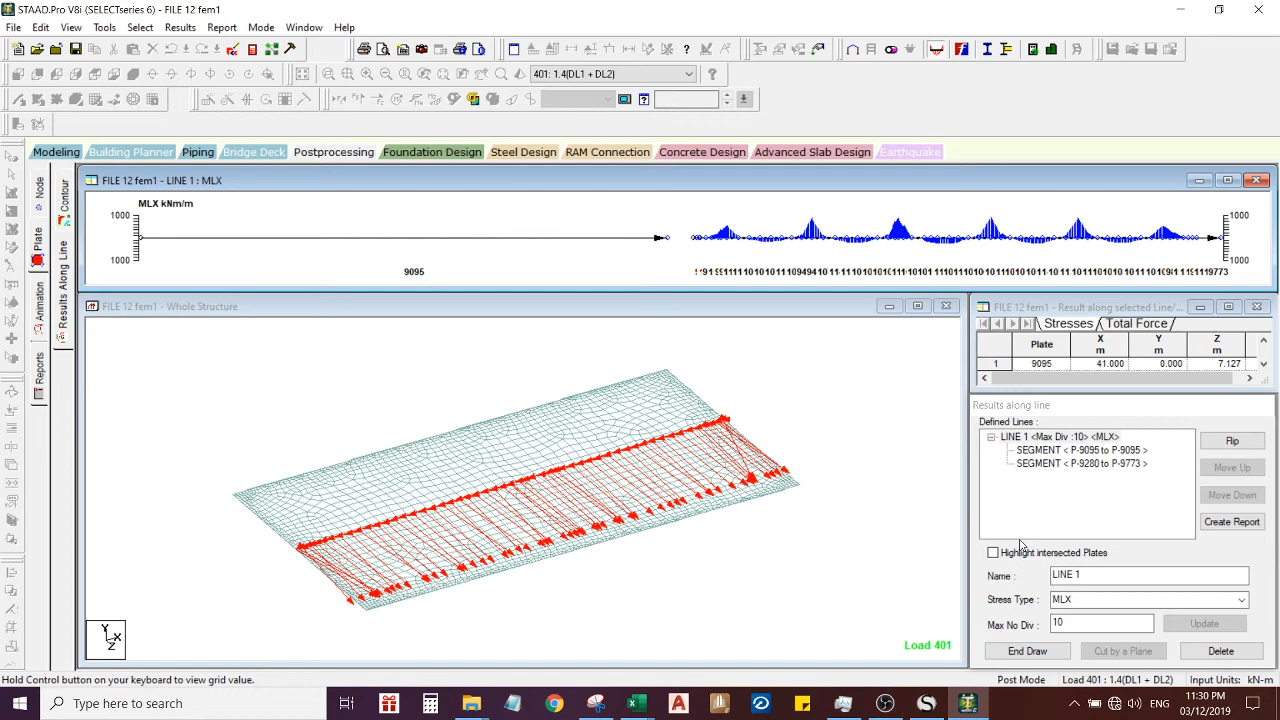 STAAD.Pro V8i (SELECTseries 6) - FILE 12 fem1
File Edit View Tools Select Results Report Mode Window Help
401: 1.4(DL1 + DL2)
Modeling Building Planner Piping Bridge Deck Postprocessing Foundation Design Steel Design RAM Connection Concrete Design Advanced Slab Design Earthquake
Node
Plate
Animation
Reports
Contour
Results Along Line
FILE 12 fem1 - LINE 1 : MLX
MLX kNm/m
1000
1000
1000
1000
9095
FILE 12 fem1 - Whole Structure
Y
X
Z
Load 401
FILE 12 fem1 - Result along selected Line/...
Stresses Total Force
Plate X m Y m Z m
1 9095 41.000 0.000 7.127
Results along line
Defined Lines :
LINE 1 <Max Div :10> <MLX>
SEGMENT < P-9095 to P-9095 >
SEGMENT < P-9280 to P-9773 >
Flip
Move Up
Move Down
Create Report
Highlight intersected Plates
Name : LINE 1
Stress Type : MLX
Max No Div : 10 Update
End Draw Cut by a Plane Delete
Hold Control button on your keyboard to view grid value.
Post Mode Load 401 : 1.4(DL1 + DL2) Input Units: kN-m
Type here to search
11:30 PM
03/12/2019